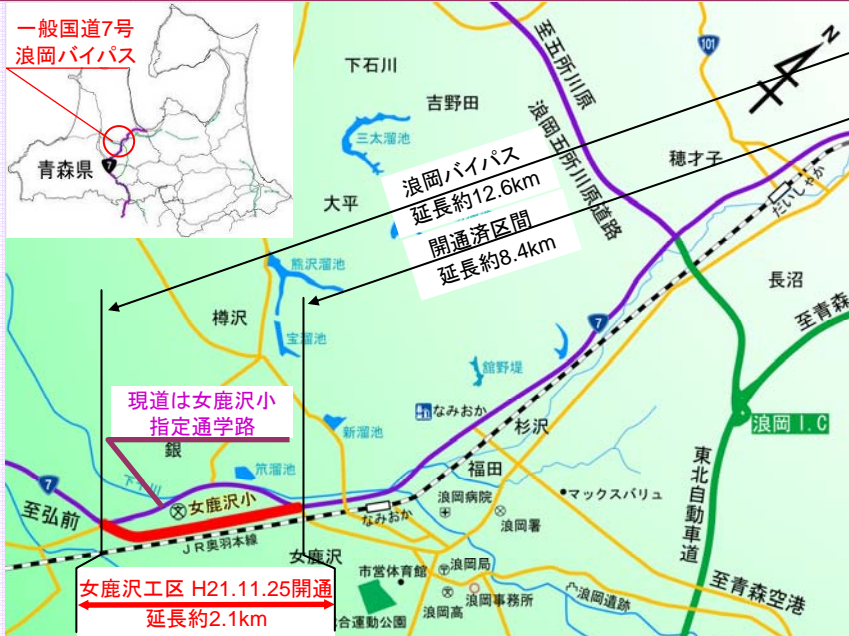 一般国道7号
浪岡バイパス
青森県
7
下石川
吉野田
三太溜池
大平
至五所川原
浪岡五所川原道路
101
N
穂才子
だいしゃか
浪岡バイパス
延長約12.6km
開通済区間
延長約8.4km
長沼
至青森
熊沢溜池
樽沢
宝溜池
7
舘野堤
なみおか
杉沢
浪岡I.C
東北自動車道
現道は女鹿沢小
指定通学路
銀
新溜池
笊溜池
福田
マックスバリュ
7
至弘前
女鹿沢小
浪岡病院
浪岡署
なみおか
JR奥羽本線
女鹿沢
市営体育館
浪岡局
至青森空港
女鹿沢工区 H21.11.25開通
延長約2.1km
合運動公園
浪岡高
浪岡事務所
浪岡遺跡